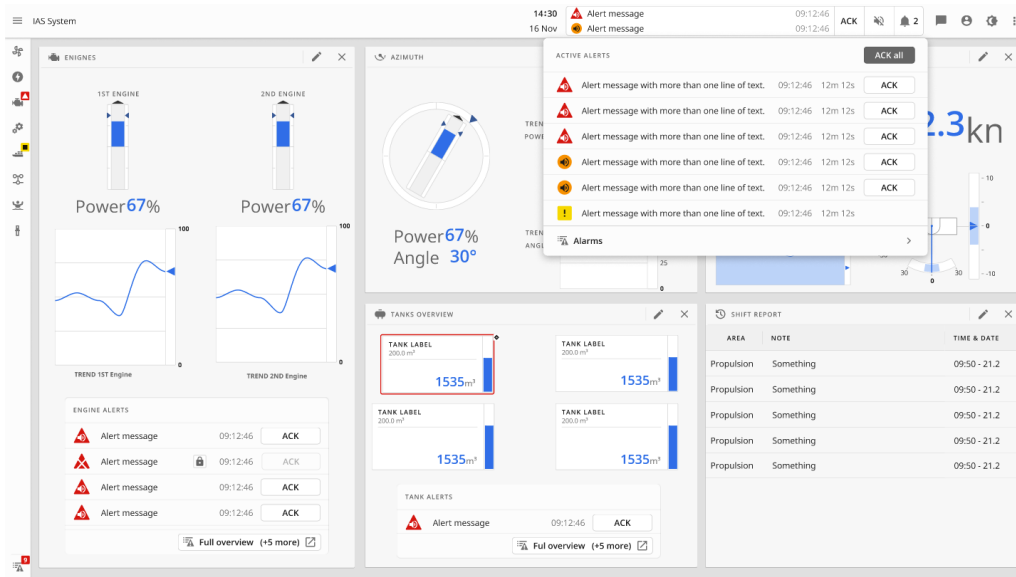 IAS System
14:30
16 Nov
Alert message 09:12:46
Alert message 09:12:46
ACK
2
ENIGNES
1ST ENGINE
2ND ENGINE
Power67%
Power67%
100
0
100
0
TREND 1ST Engine
TREND 2ND Engine
ENGINE ALERTS
Alert message 09:12:46 ACK
Alert message 09:12:46 ACK
Alert message 09:12:46 ACK
Alert message 09:12:46 ACK
Full overview (+5 more)
9
AZIMUTH
Power67%
Angle 30°
TREN
POWE
TREN
ANGL
25
0
ACTIVE ALERTS
ACK all
Alert message with more than one line of text. 09:12:46 12m 12s ACK
Alert message with more than one line of text. 09:12:46 12m 12s ACK
Alert message with more than one line of text. 09:12:46 12m 12s ACK
Alert message with more than one line of text. 09:12:46 12m 12s ACK
Alert message with more than one line of text. 09:12:46 12m 12s ACK
Alert message with more than one line of text. 09:12:46 12m 12s
Alarms
2.3kn
10
0
-10
30
0
30
TANKS OVERVIEW
TANK LABEL
200.0 m³
1535m³
TANK LABEL
200.0 m³
1535m³
TANK LABEL
200.0 m³
1535m³
TANK LABEL
200.0 m³
1535m³
TANK ALERTS
Alert message 09:12:46 ACK
Ful overview (+5 more)
SHIFT REPORT
AREA NOTE TIME & DATE
Propulsion Something 09:50 - 21.2
Propulsion Something 09:50 - 21.2
Propulsion Something 09:50 - 21.2
Propulsion Something 09:50 - 21.2
Propulsion Something 09:50 - 21.2